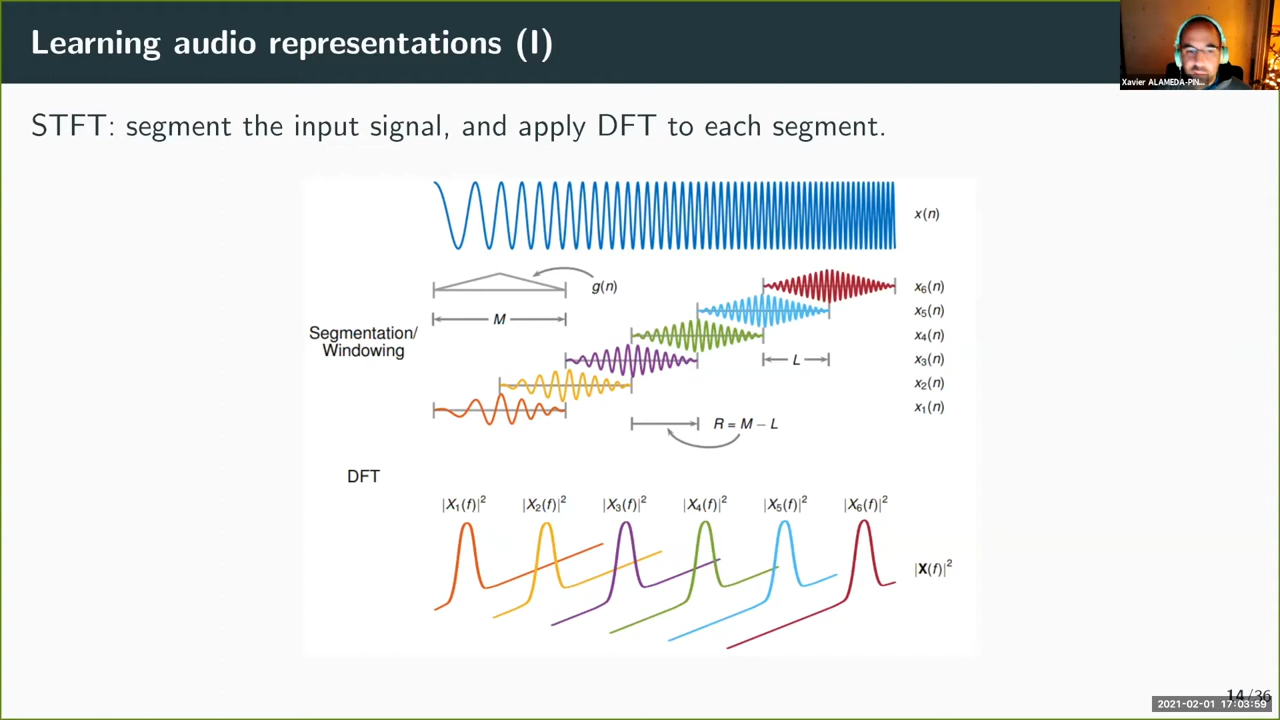 Learning audio representations (I)
Xavier ALAMEDA-PIN...
STFT: segment the input signal, and apply DFT to each segment.
x(n)
g(n)
M
Segmentation/
Windowing
x₆(n)
x₅(n)
x₄(n)
x₃(n)
x₂(n)
x₁(n)
L
R = M – L
DFT
|X₁(f)|² |X₂(f)|² |X₃(f)|² |X₄(f)|² |X₅(f)|² |X₆(f)|²
|X(f)|²
14/36
2021-02-01 17:03:59